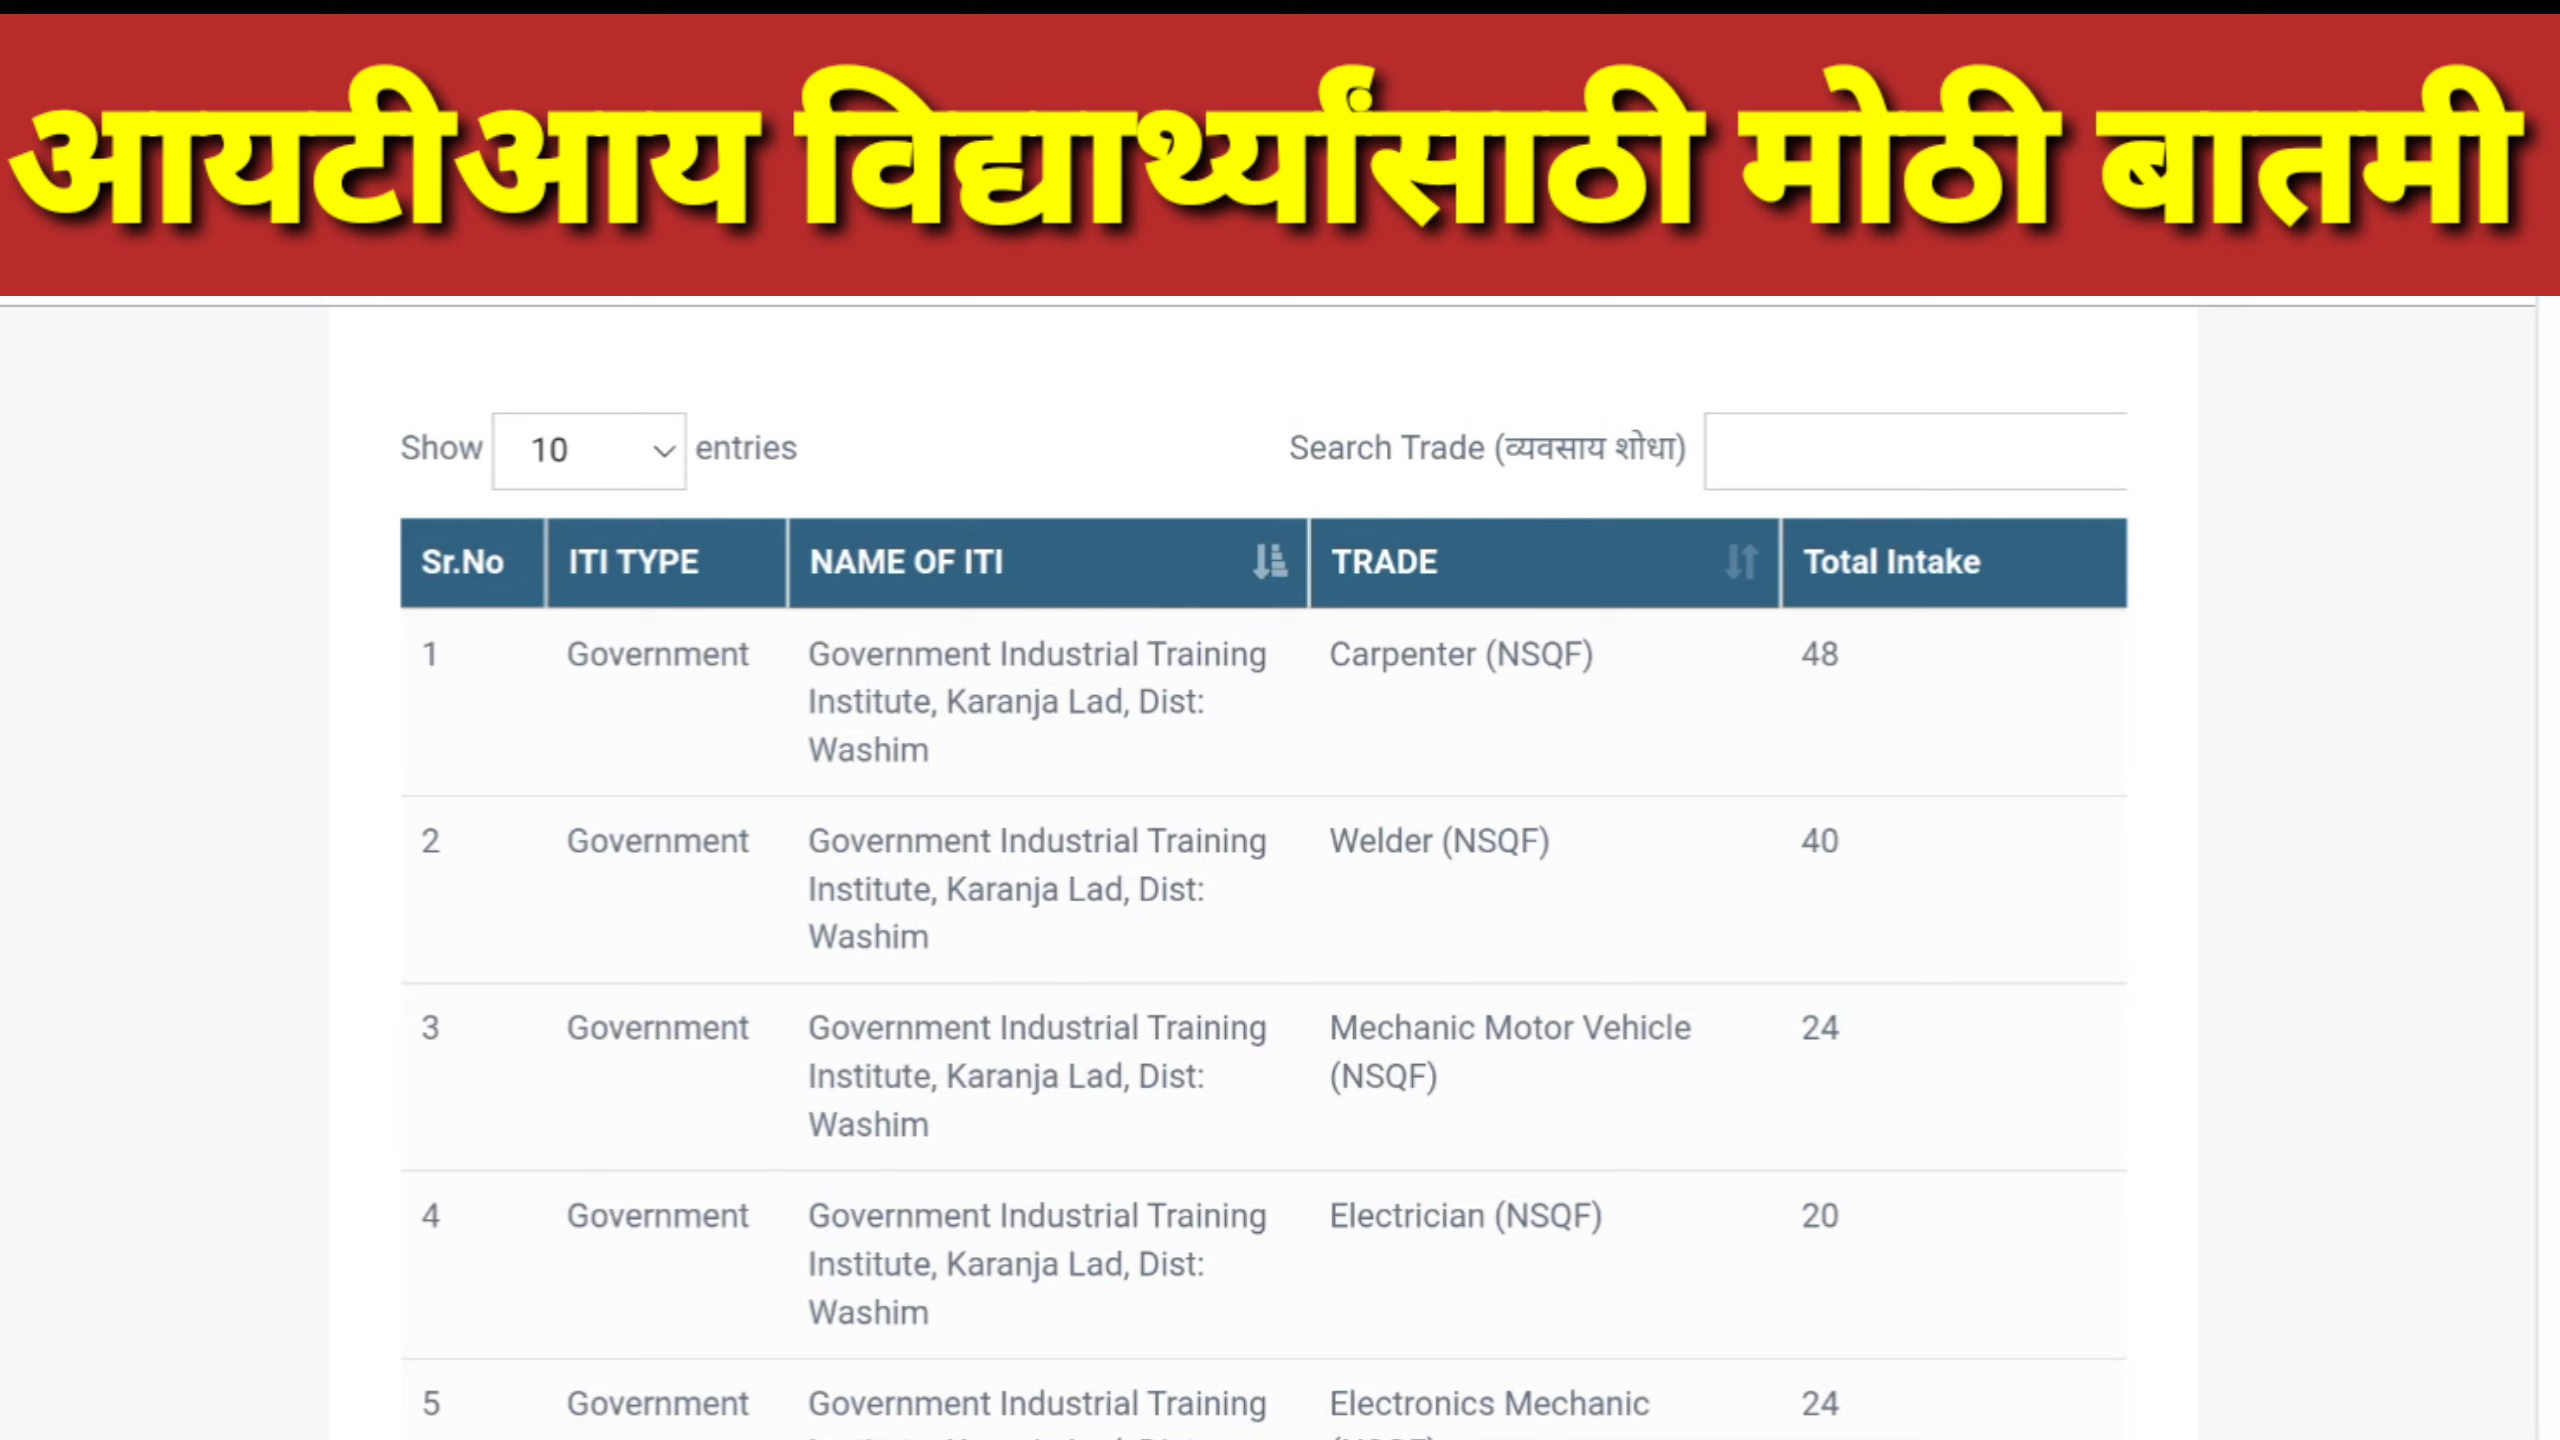 आयटीआय विद्यार्थ्यांसाठी मोठी बातमी
Show 10 entries Search Trade (व्यवसाय शोधा)
Sr.No ITI TYPE NAME OF ITI TRADE Total Intake
1 Government Government Industrial Training Carpenter (NSQF) 48
Institute, Karanja Lad, Dist:
Washim
2 Government Government Industrial Training Welder (NSQF) 40
Institute, Karanja Lad, Dist:
Washim
3 Government Government Industrial Training Mechanic Motor Vehicle 24
Institute, Karanja Lad, Dist: (NSQF)
Washim
4 Government Government Industrial Training Electrician (NSQF) 20
Institute, Karanja Lad, Dist:
Washim
5 Government Government Industrial Training Electronics Mechanic 24